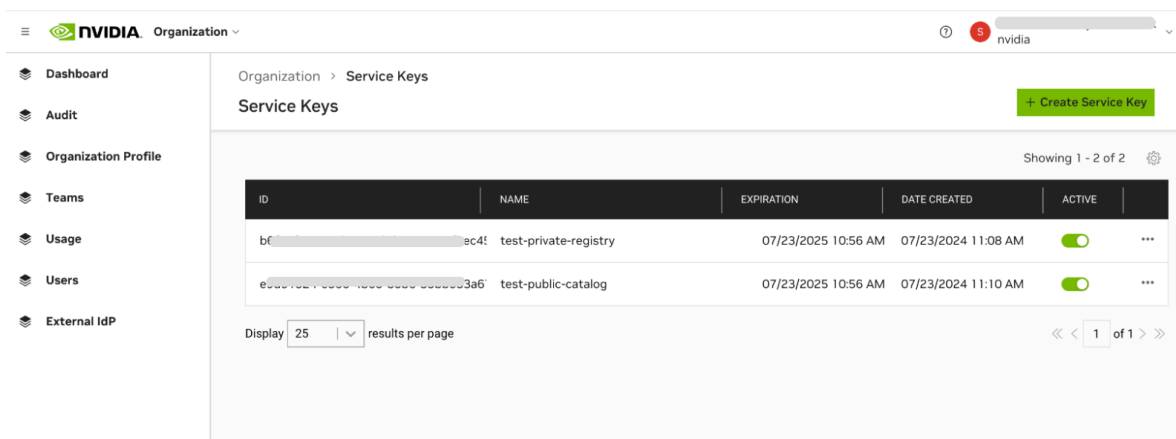 NVIDIA. Organization
S
nvidia
Dashboard
Audit
Organization Profile
Teams
Usage
Users
External IdP
Organization > Service Keys
Service Keys
+ Create Service Key
Showing 1 - 2 of 2
ID NAME EXPIRATION DATE CREATED ACTIVE
test-private-registry 07/23/2025 10:56 AM 07/23/2024 11:08 AM
test-public-catalog 07/23/2025 10:56 AM 07/23/2024 11:10 AM
Display 25 results per page
1 of 1